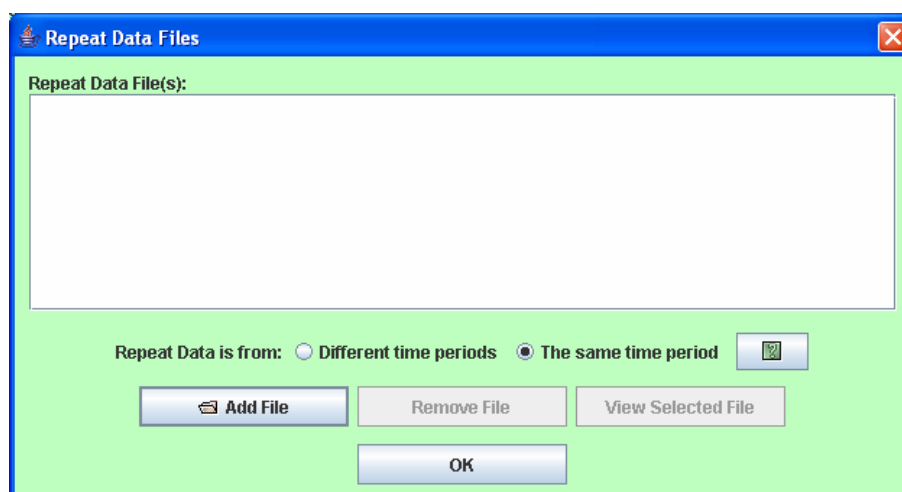 Repeat Data Files
Repeat Data File(s):
Repeat Data is from: Different time periods The same time period ?
Add File Remove File View Selected File
OK